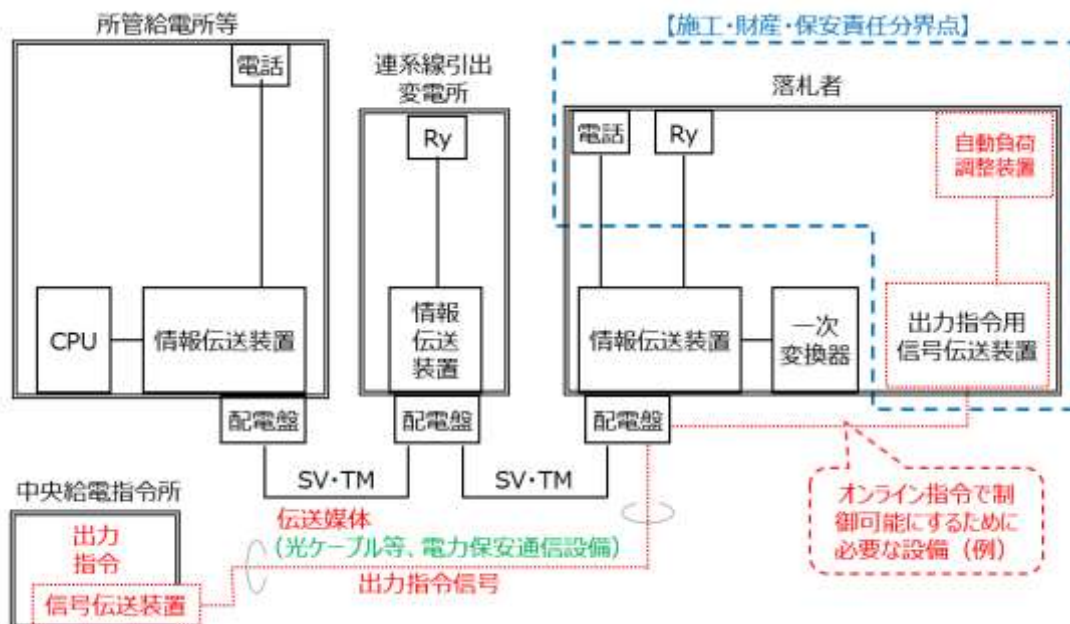 所管給電所等
電話
CPU
情報伝送装置
配電盤
連系線引出
変電所
Ry
情報
伝送
装置
配電盤
【施工・財産・保安責任分界点】
落札者
電話
Ry
自動負荷
調整装置
情報伝送装置
一次
変換器
出力指令用
信号伝送装置
配電盤
SV・TM
SV・TM
中央給電指令所
出力
指令
信号伝送装置
伝送媒体
（光ケーブル等、電力保安通信設備）
出力指令信号
オンライン指令で制
御可能にするために
必要な設備（例）